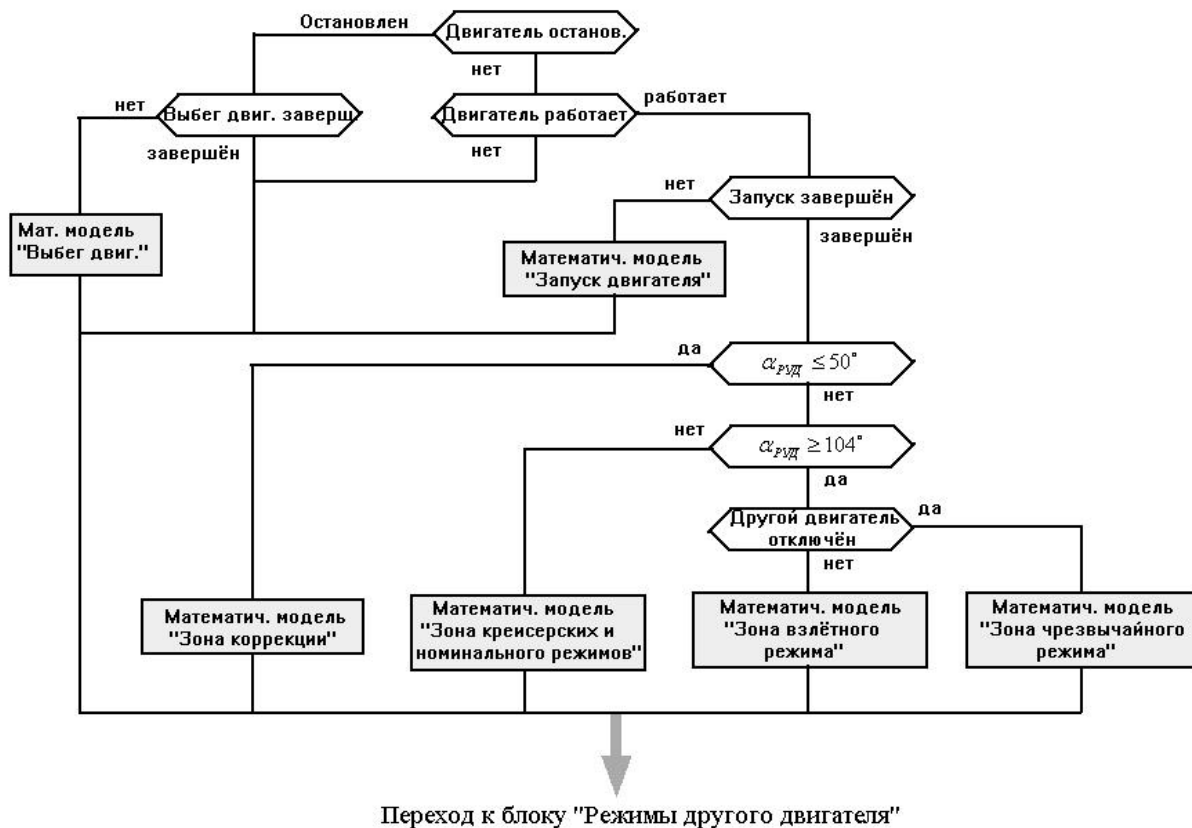 Остановлен
Двигатель останов.
нет
нет
Выбег двиг. заверш.
Двигатель работает
работает
завершён
нет
нет
Запуск завершён
завершён
Мат. модель
"Выбег двиг."
Математич. модель
"Запуск двигателя"
да
α РУД ≤ 50°
нет
нет
α РУД ≥ 104°
да
Другой двигатель
отключён
да
нет
Математич. модель
"Зона коррекции"
Математич. модель
"Зона креисерских и
номинального режимов"
Математич. модель
"Зона взлётного
режима"
Математич. модель
"Зона чрезвычайного
режима"
Переход к блоку "Режимы другого двигателя"